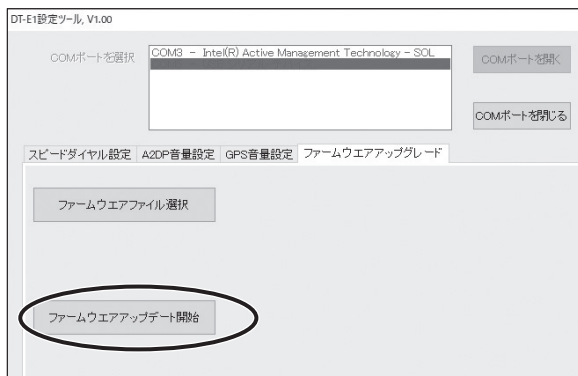 DT-E1設定ツール, V1.00
COMポートを選択
COM3 - Intel(R) Active Management Technology - SOL
COMポートを開く
COMポートを閉じる
スピードダイヤル設定 A2DP音量設定 GPS音量設定 ファームウエアアップグレード
ファームウエアファイル選択
ファームウエアアップデート開始